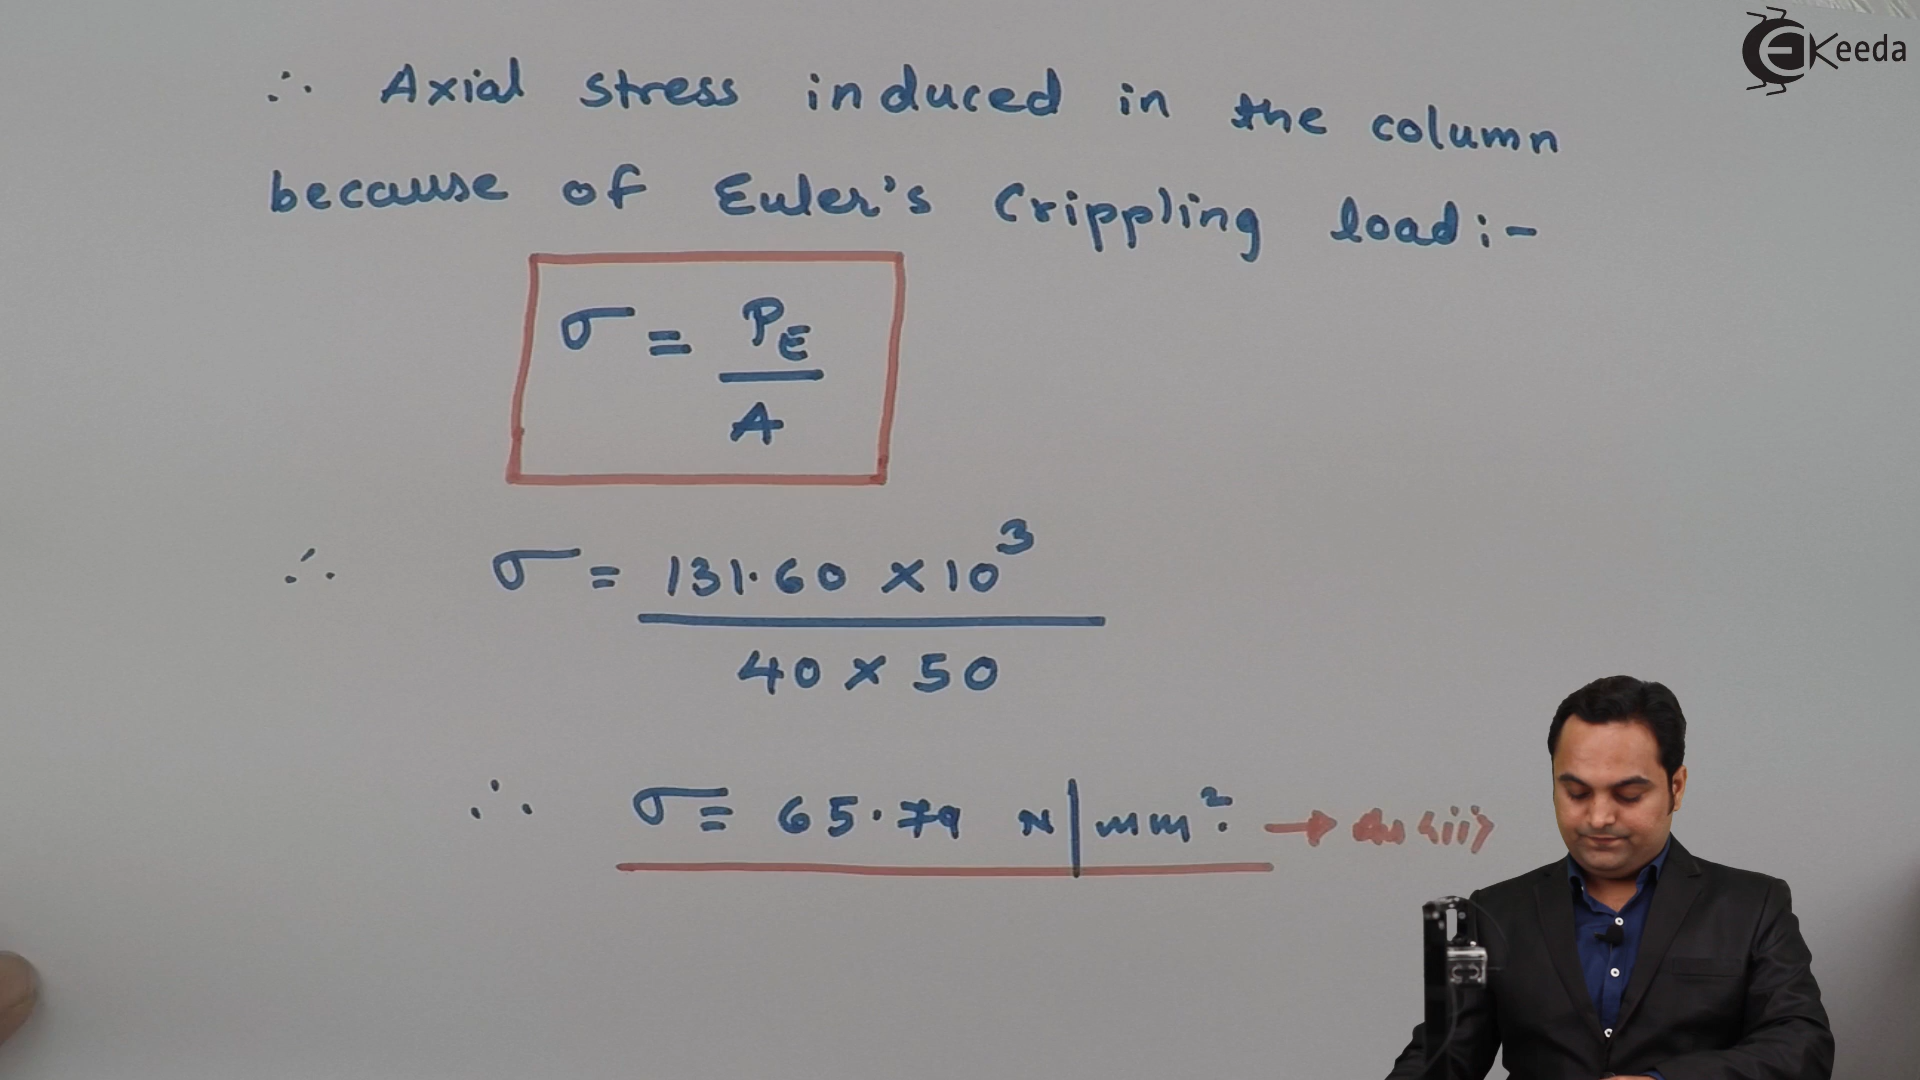 Keeda
∴ Axial stress induced in the column
because of Euler's Crippling load:-
σ = P_E / A
∴ σ = 131.60 × 10³
40 × 50
∴ σ = 65.79 N/mm².